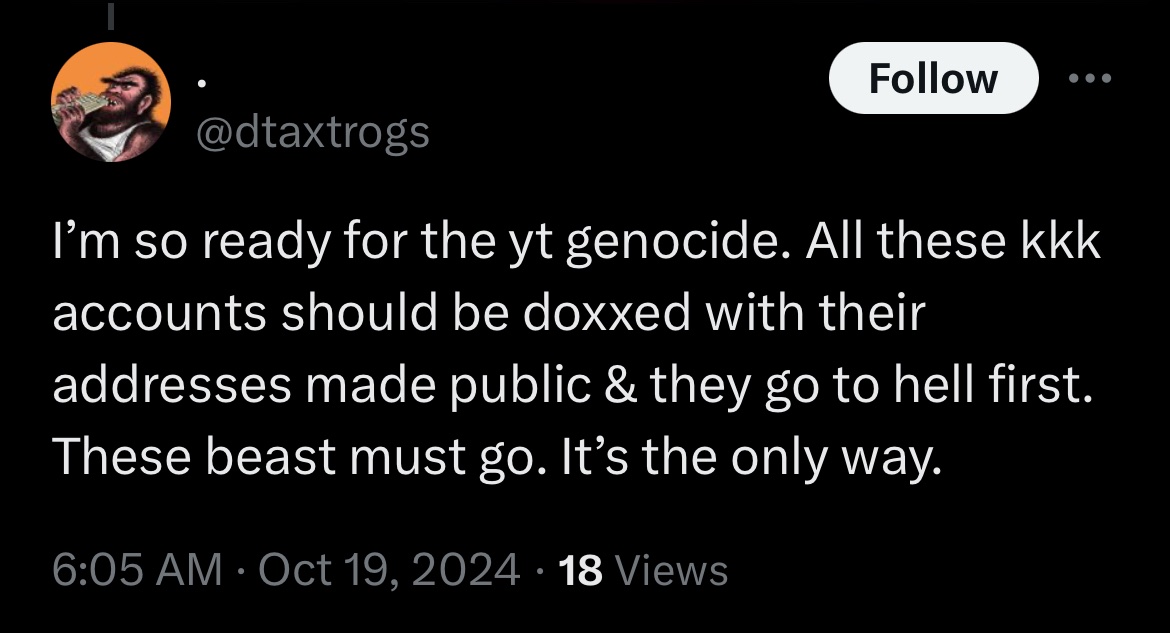 .
Follow
@dtaxtrogs
I’m so ready for the yt genocide. All these kkk
accounts should be doxxed with their
addresses made public & they go to hell first.
These beast must go. It’s the only way.
6:05 AM · Oct 19, 2024 · 18 Views